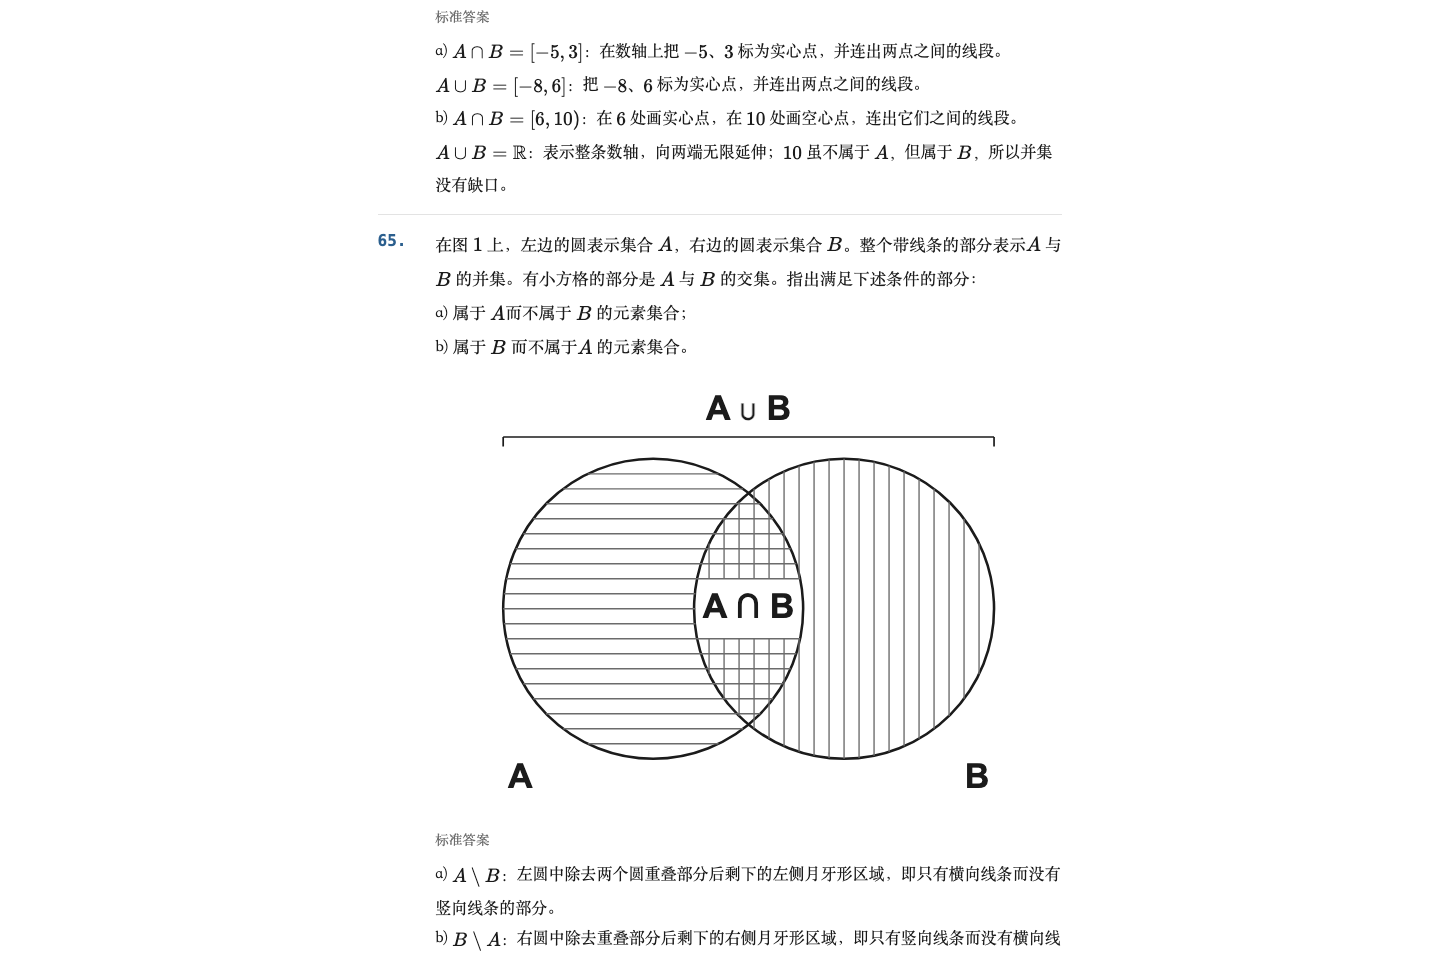 标准答案
a) A ∩ B = [−5, 3]：在数轴上把 −5、3 标为实心点，并连出两点之间的线段。
A ∪ B = [−8, 6]：把 −8、6 标为实心点，并连出两点之间的线段。
b) A ∩ B = [6, 10)：在 6 处画实心点，在 10 处画空心点，连出它们之间的线段。
A ∪ B = ℝ：表示整条数轴，向两端无限延伸；10 虽不属于 A，但属于 B，所以并集
没有缺口。
65. 在图 1 上，左边的圆表示集合 A，右边的圆表示集合 B。整个带线条的部分表示A 与
B 的并集。有小方格的部分是 A 与 B 的交集。指出满足下述条件的部分：
a) 属于 A而不属于 B 的元素集合；
b) 属于 B 而不属于A 的元素集合。
A ∪ B
A ∩ B
A
B
标准答案
a) A \ B：左圆中除去两个圆重叠部分后剩下的左侧月牙形区域，即只有横向线条而没有
竖向线条的部分。
b) B \ A：右圆中除去重叠部分后剩下的右侧月牙形区域，即只有竖向线条而没有横向线